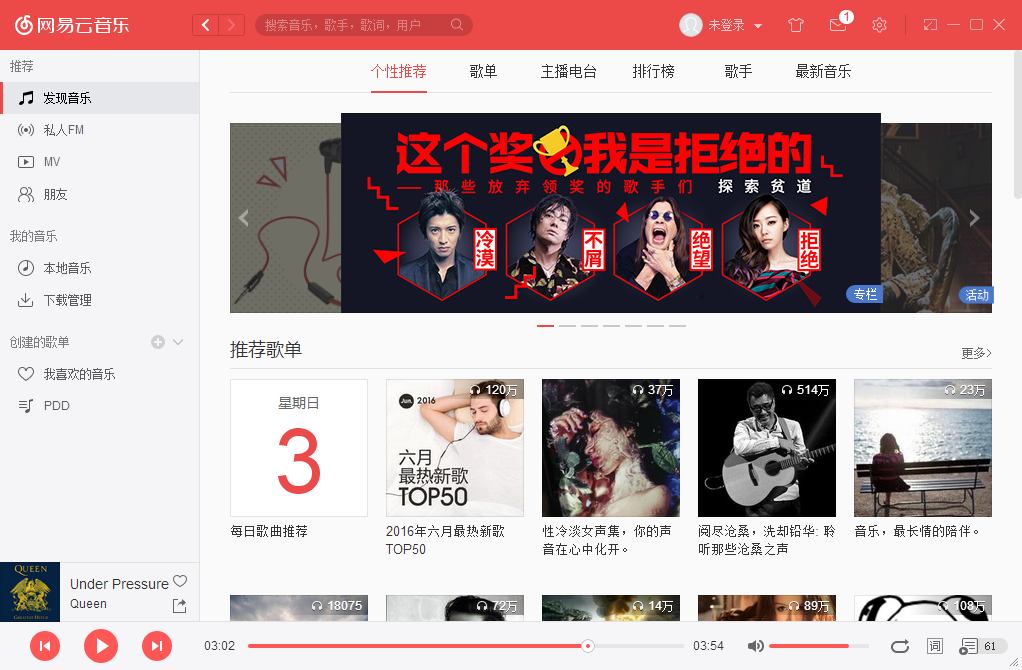 网易云音乐
搜索音乐，歌手，歌词，用户
未登录
1
推荐
发现音乐
私人FM
MV
朋友
我的音乐
本地音乐
下载管理
创建的歌单
我喜欢的音乐
PDD
个性推荐 歌单 主播电台 排行榜 歌手 最新音乐
这个奖我是拒绝的
——那些放弃领奖的歌手们 探索贫道
冷漠
不屑
绝望
拒绝
专栏
活动
推荐歌单
更多>
星期日
3
每日歌曲推荐
120万
Jun. 2016
六月
最热新歌
TOP50
2016年六月最热新歌
TOP50
37万
性冷淡女声集，你的声
音在心中化开。
514万
阅尽沧桑，洗却铅华: 聆
听那些沧桑之声
23万
音乐，最长情的陪伴。
18075
72万
14万
89万
108万
QUEEN
GREATEST HITS II
Under Pressure
Queen
03:02
03:54
词
61